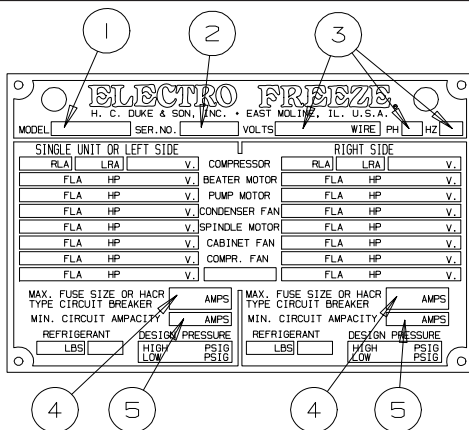 1 2 3
ELECTRO FREEZE
H. C. DUKE & SON, INC. • EAST MOLINE, IL. U.S.A.
MODEL SER.NO. VOLTS WIRE PH HZ
SINGLE UNIT OR LEFT SIDE RIGHT SIDE
RLA LRA V. COMPRESSOR RLA LRA V.
FLA HP V. BEATER MOTOR FLA HP V.
FLA HP V. PUMP MOTOR FLA HP V.
FLA HP V. CONDENSER FAN FLA HP V.
FLA HP V. SPINDLE MOTOR FLA HP V.
FLA HP V. CABINET FAN FLA HP V.
FLA HP V. COMPR. FAN FLA HP V.
FLA HP V. FLA HP V.
MAX. FUSE SIZE OR HACR MAX. FUSE SIZE OR HACR
TYPE CIRCUIT BREAKER AMPS TYPE CIRCUIT BREAKER AMPS
MIN. CIRCUIT AMPACITY AMPS MIN. CIRCUIT AMPACITY AMPS
REFRIGERANT DESIGN PRESSURE REFRIGERANT DESIGN PRESSURE
LBS HIGH PSIG LBS HIGH PSIG
LOW PSIG LOW PSIG
4 5 4 5